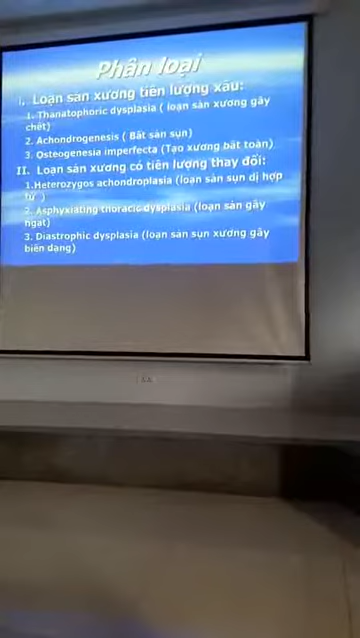 Phân loại
I. Loạn sản xương tiên lượng xấu:
1. Thanatophoric dysplasia ( loạn sản xương gây
chết)
2. Achondrogenesis ( Bất sản sụn)
3. Osteogenesia imperfecta (Tạo xương bất toàn)
II. Loạn sản xương có tiên lượng thay đổi:
1.Heterozygos achondroplasia (loạn sản sụn dị hợp
tử )
2. Asphyxiating thoracic dysplasia (loạn sản gây
ngạt)
3. Diastrophic dysplasia (loạn sản sụn xương gây
biến dạng)